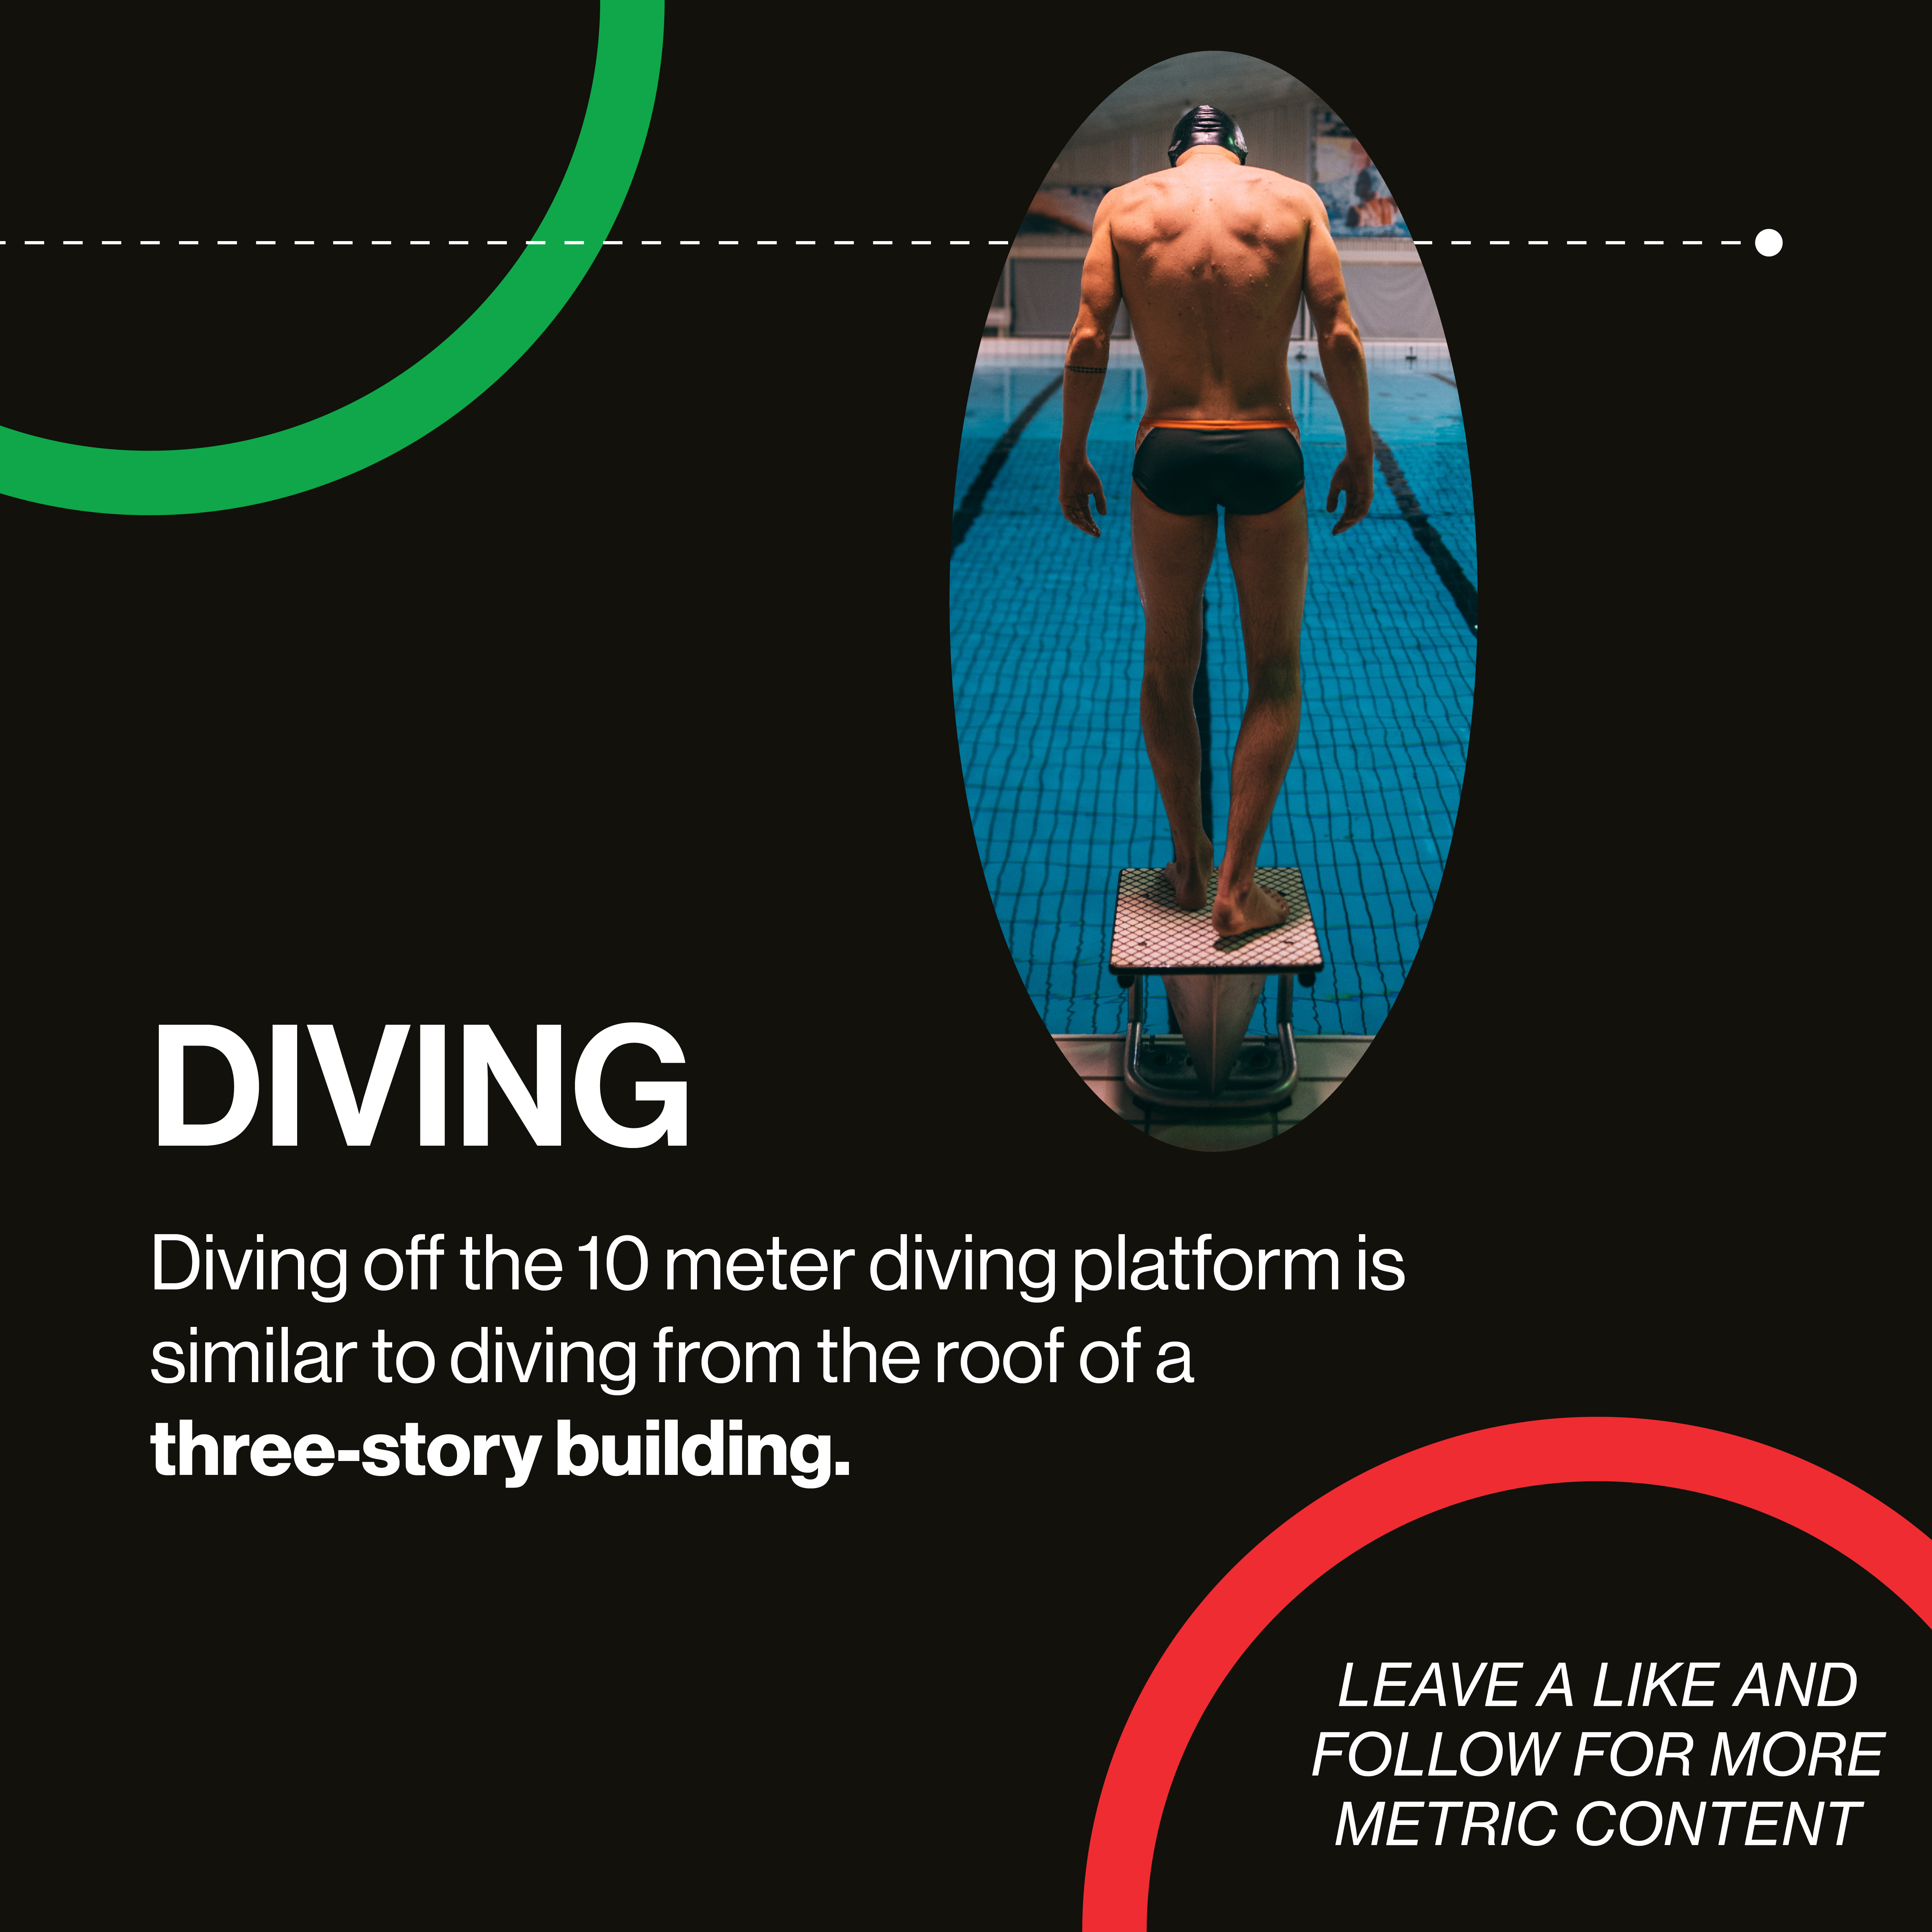 DIVING
Diving off the 10 meter diving platform is
similar to diving from the roof of a
three-story building.
LEAVE A LIKE AND
FOLLOW FOR MORE
METRIC CONTENT